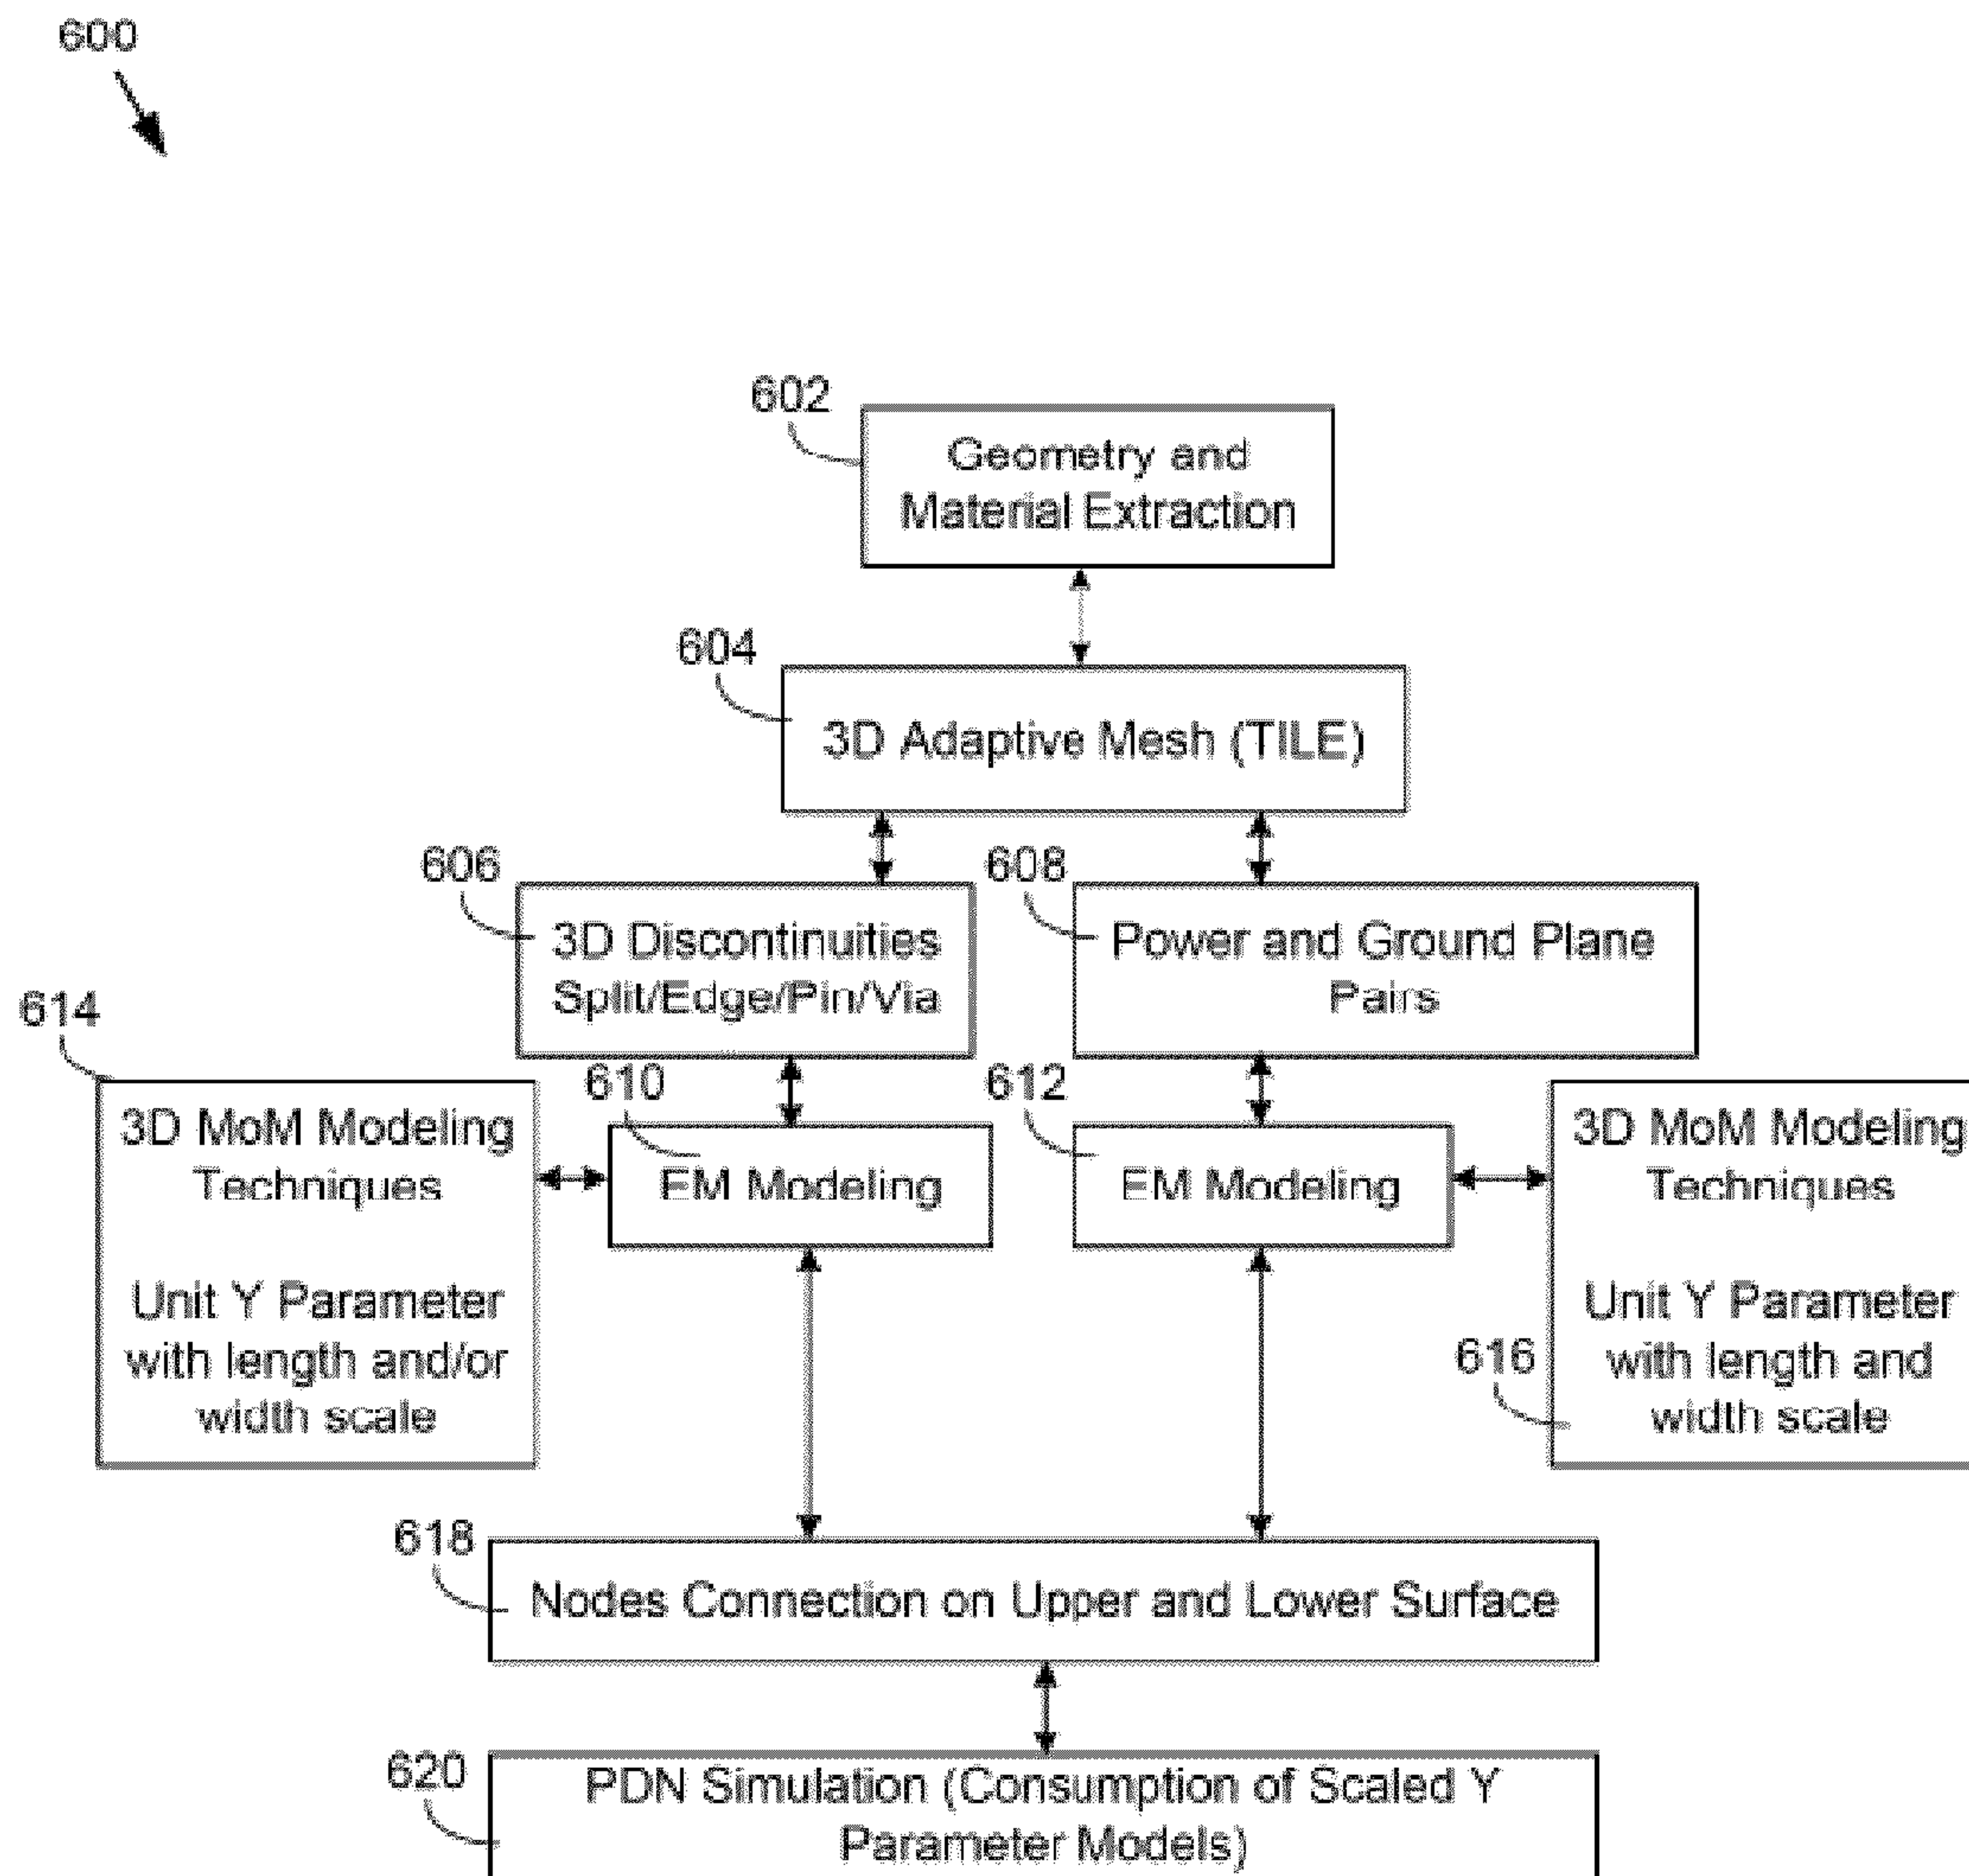 600
602
Geometry and
Material Extraction
604
3D Adaptive Mesh (TILE)
606
3D Discontinuities
Split/Edge/Pin/Via
608
Power and Ground Plane
Pairs
614
3D MoM Modeling
Techniques
Unit Y Parameter
with length and/or
width scale
610
EM Modeling
612
EM Modeling
3D MoM Modeling
Techniques
Unit Y Parameter
with length and
width scale
616
618
Nodes Connection on Upper and Lower Surface
620
PDN Simulation (Consumption of Scaled Y
Parameter Models)